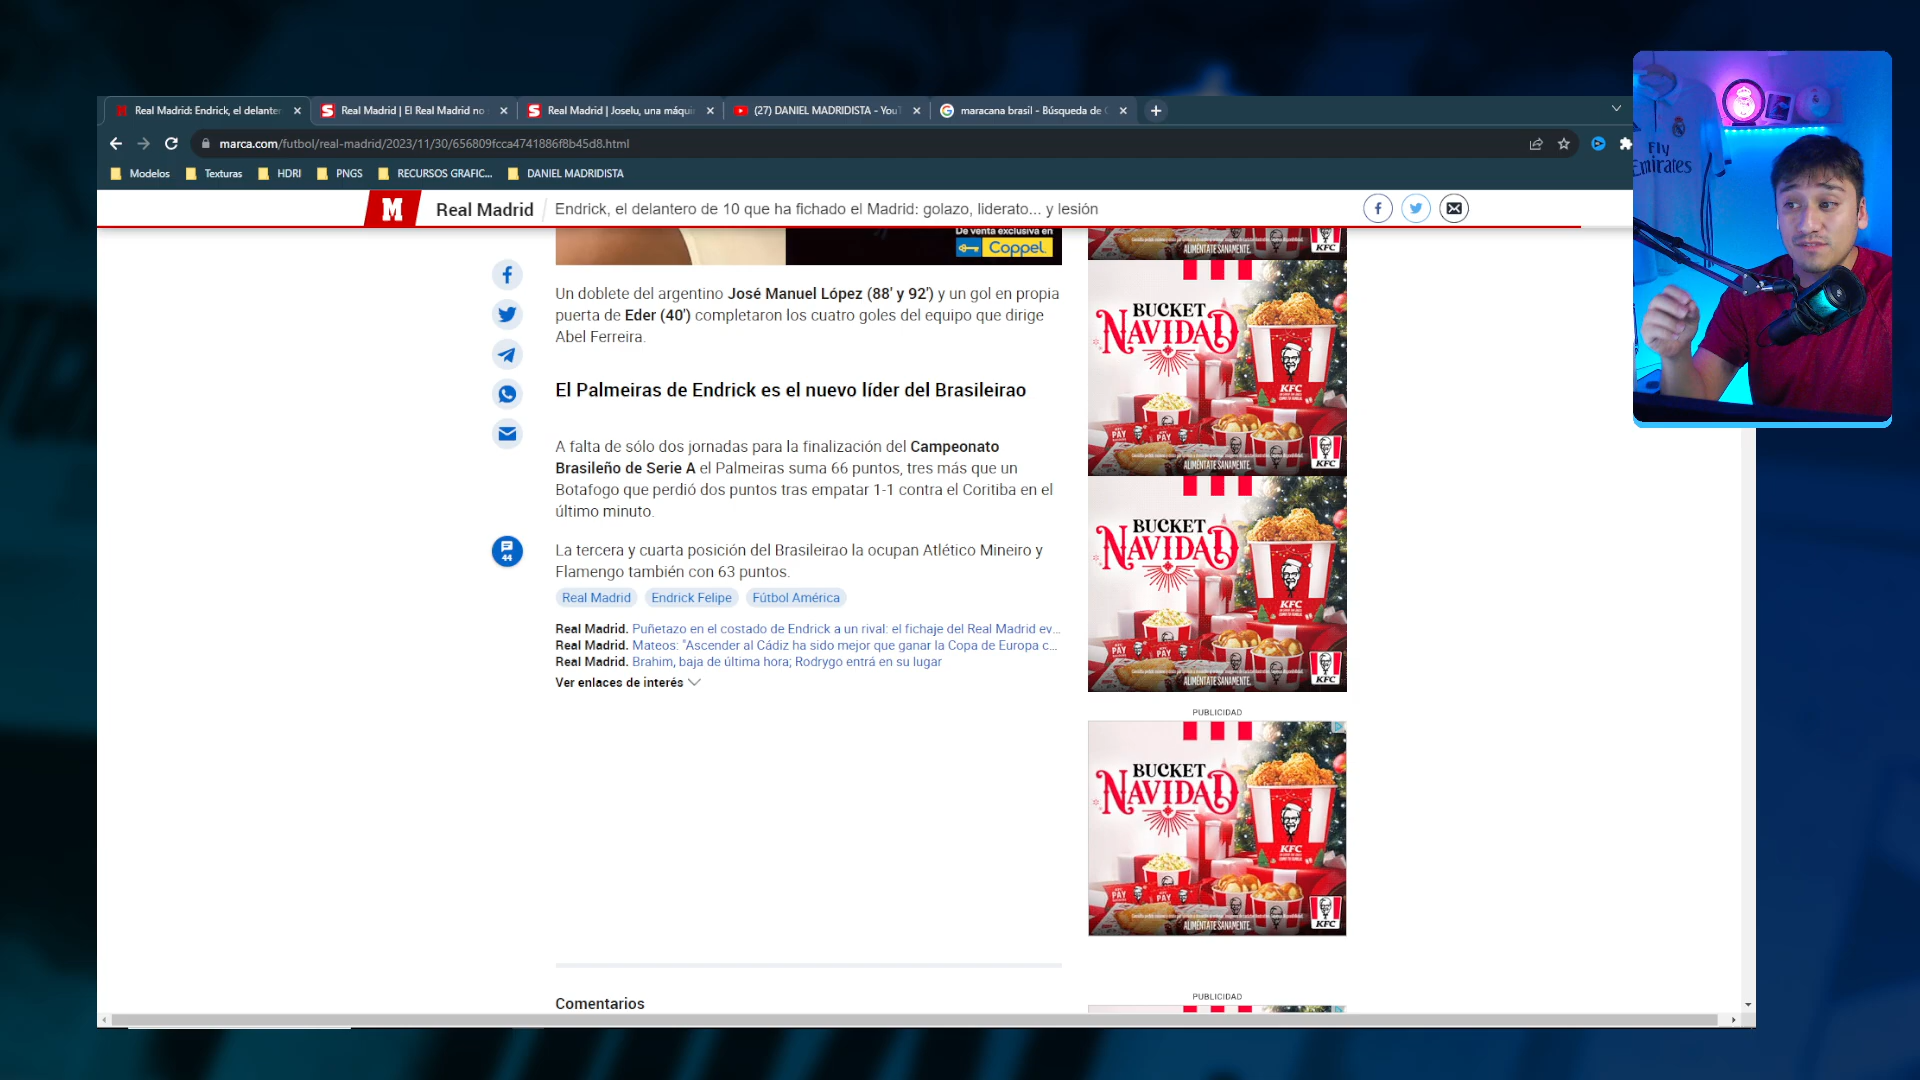 Real Madrid: Endrick, el delanter
Real Madrid | El Real Madrid no
Real Madrid | Joselu, una máquin
(27) DANIEL MADRIDISTA - YouT
maracana brasil - Búsqueda de G
marca.com/futbol/real-madrid/2023/11/30/656809fcca4741886f8b45d8.html
Modelos
Texturas
HDRI
PNGS
RECURSOS GRAFIC...
DANIEL MADRIDISTA
Fly
Emirates
M
Real Madrid
Endrick, el delantero de 10 que ha fichado el Madrid: golazo, liderato... y lesión
De venta exclusiva en
Coppel
ALIMÉNTATE SANAMENTE.
KFC
Un doblete del argentino José Manuel López (88' y 92') y un gol en propia
puerta de Eder (40') completaron los cuatro goles del equipo que dirige
Abel Ferreira.
El Palmeiras de Endrick es el nuevo líder del Brasileirao
A falta de sólo dos jornadas para la finalización del Campeonato
Brasileño de Serie A el Palmeiras suma 66 puntos, tres más que un
Botafogo que perdió dos puntos tras empatar 1-1 contra el Coritiba en el
último minuto.
44
La tercera y cuarta posición del Brasileirao la ocupan Atlético Mineiro y
Flamengo también con 63 puntos.
Real Madrid
Endrick Felipe
Fútbol América
Real Madrid. Puñetazo en el costado de Endrick a un rival: el fichaje del Real Madrid ev...
Real Madrid. Mateos: "Ascender al Cádiz ha sido mejor que ganar la Copa de Europa c...
Real Madrid. Brahim, baja de última hora; Rodrygo entrará en su lugar
Ver enlaces de interés
Comentarios
BUCKET
NAVIDAD
KFC
PAY
KFC
ALIMÉNTATE SANAMENTE.
BUCKET
NAVIDAD
KFC
PAY
KFC
ALIMÉNTATE SANAMENTE.
PUBLICIDAD
BUCKET
NAVIDAD
KFC
PAY
KFC
ALIMÉNTATE SANAMENTE.
PUBLICIDAD